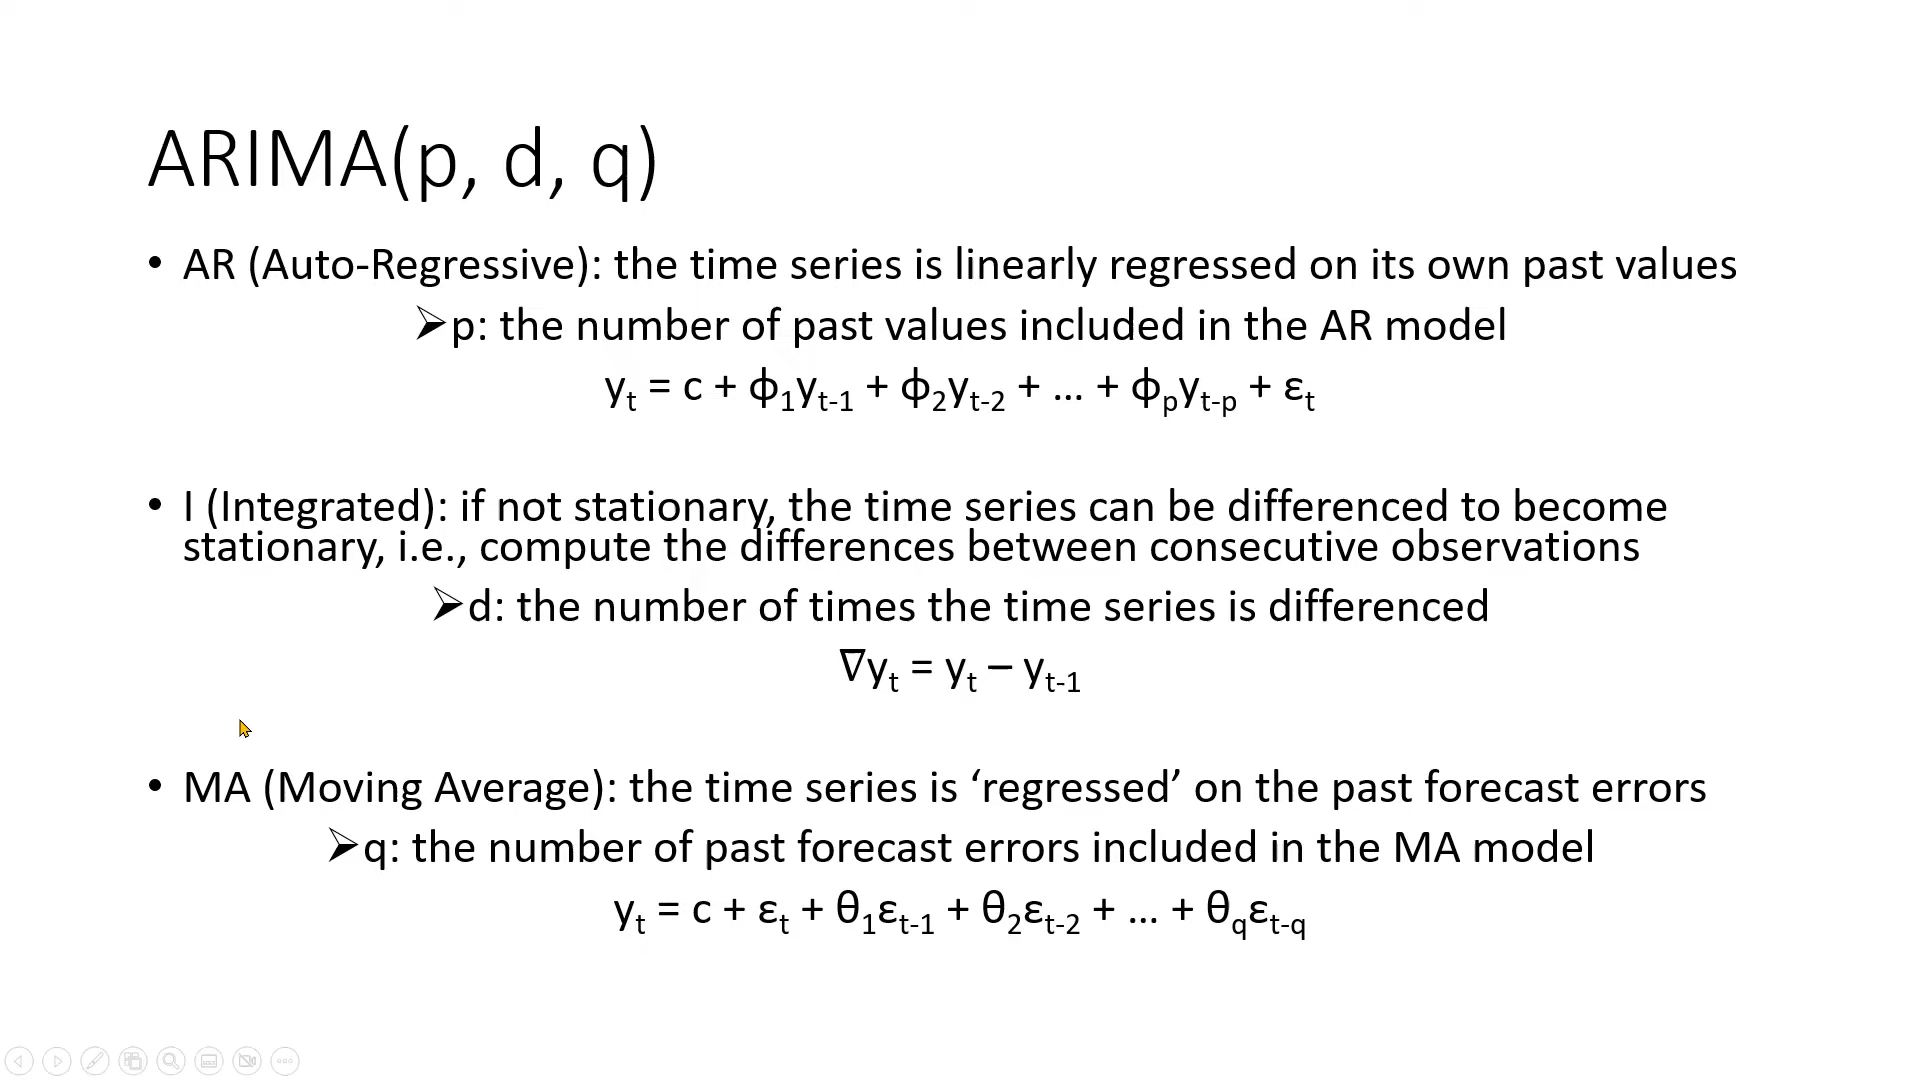 ARIMA(p, d, q)
• AR (Auto-Regressive): the time series is linearly regressed on its own past values
➢p: the number of past values included in the AR model
yₜ = c + ϕ₁yₜ₋₁ + ϕ₂yₜ₋₂ + … + ϕₚyₜ₋ₚ + εₜ
• I (Integrated): if not stationary, the time series can be differenced to become
stationary, i.e., compute the differences between consecutive observations
➢d: the number of times the time series is differenced
∇yₜ = yₜ – yₜ₋₁
• MA (Moving Average): the time series is ‘regressed’ on the past forecast errors
➢q: the number of past forecast errors included in the MA model
yₜ = c + εₜ + θ₁εₜ₋₁ + θ₂εₜ₋₂ + … + θ_qε_t-q